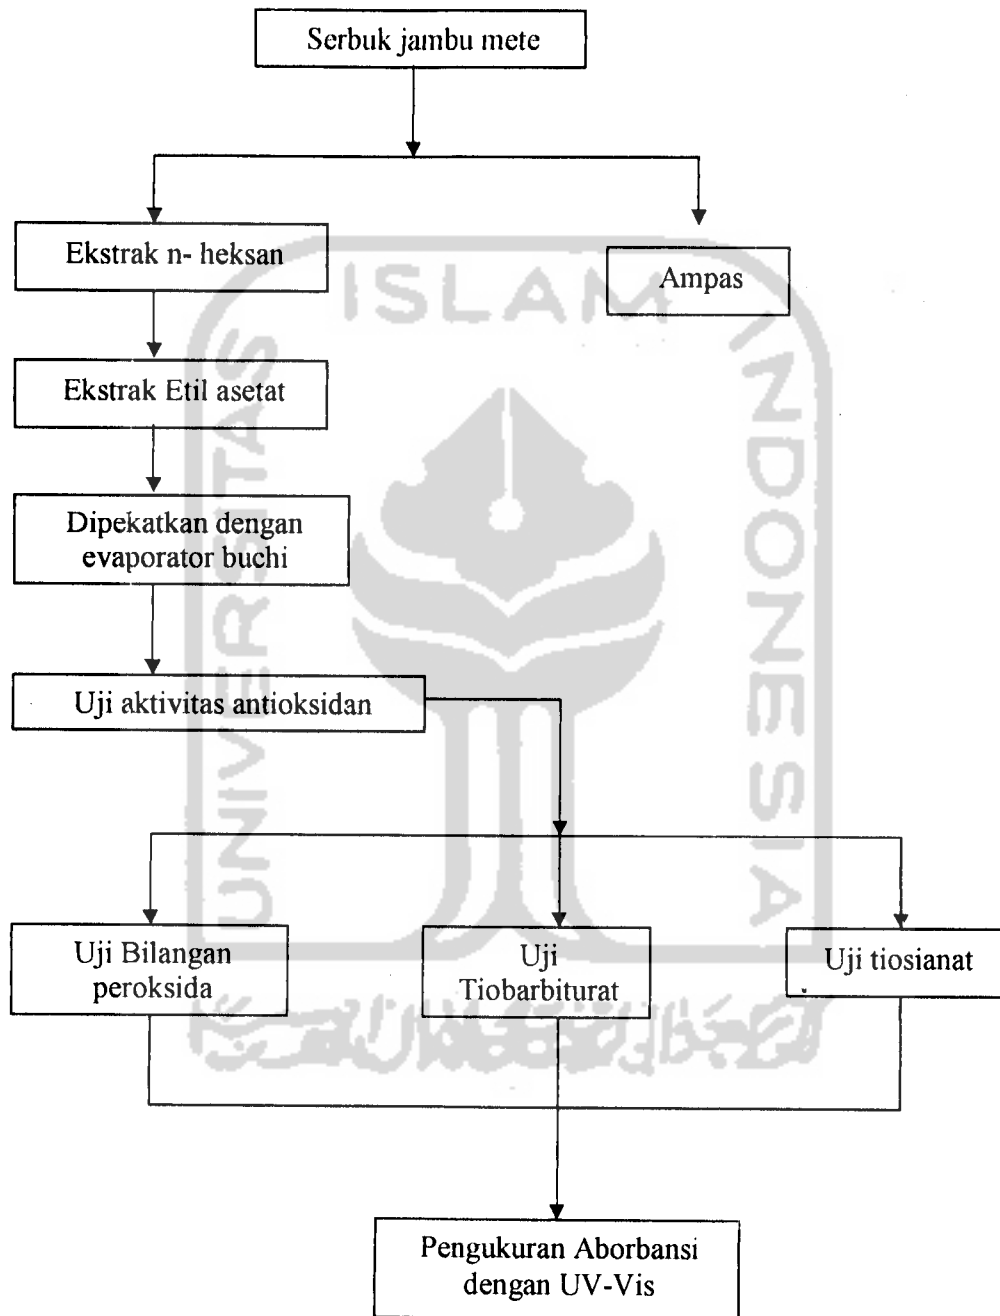 Serbuk jambu mete
Ekstrak n- heksan
Ampas
Ekstrak Etil asetat
Dipekatkan dengan
evaporator buchi
Uji aktivitas antioksidan
Uji Bilangan
peroksida
Uji
Tiobarbiturat
Uji tiosianat
Pengukuran Aborbansi
dengan UV-Vis
UNIVERSITAS
ISLAM
INDONESIA